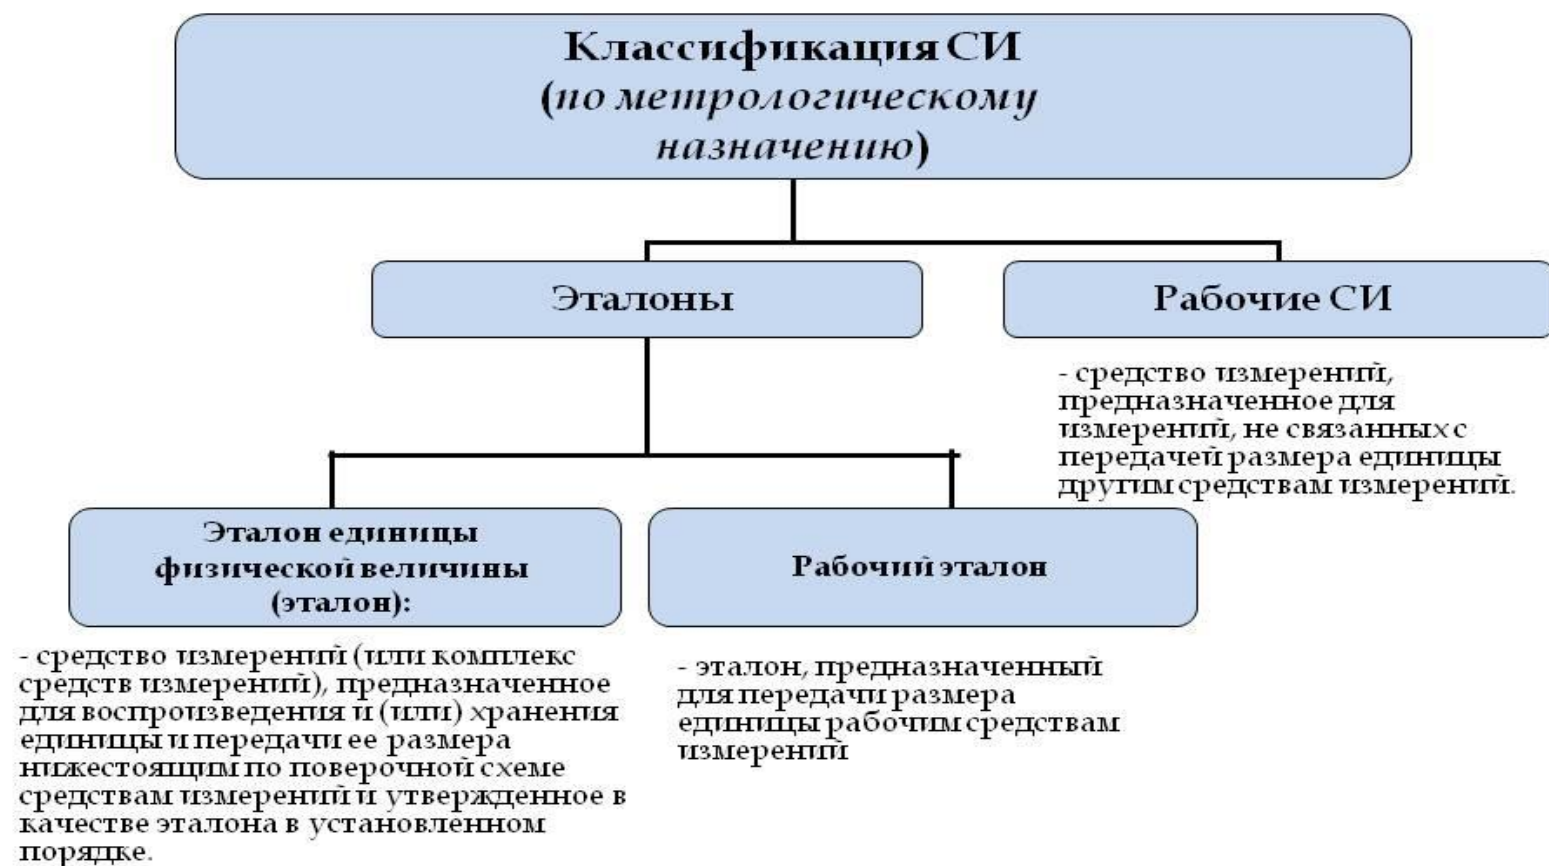 Классификация СИ
(по метрологическому
назначению)
Эталоны
Рабочие СИ
- средство измерений,
предназначенное для
измерений, не связанных с
передачей размера единицы
другим средствам измерений.
Эталон единицы
физической величины
(эталон):
Рабочий эталон
- средство измерений (или комплекс
средств измерений), предназначенное
для воспроизведения и (или) хранения
единицы и передачи ее размера
нижестоящим по поверочной схеме
средствам измерений и утвержденное в
качестве эталона в установленном
порядке.
- эталон, предназначенный
для передачи размера
единицы рабочим средствам
измерений